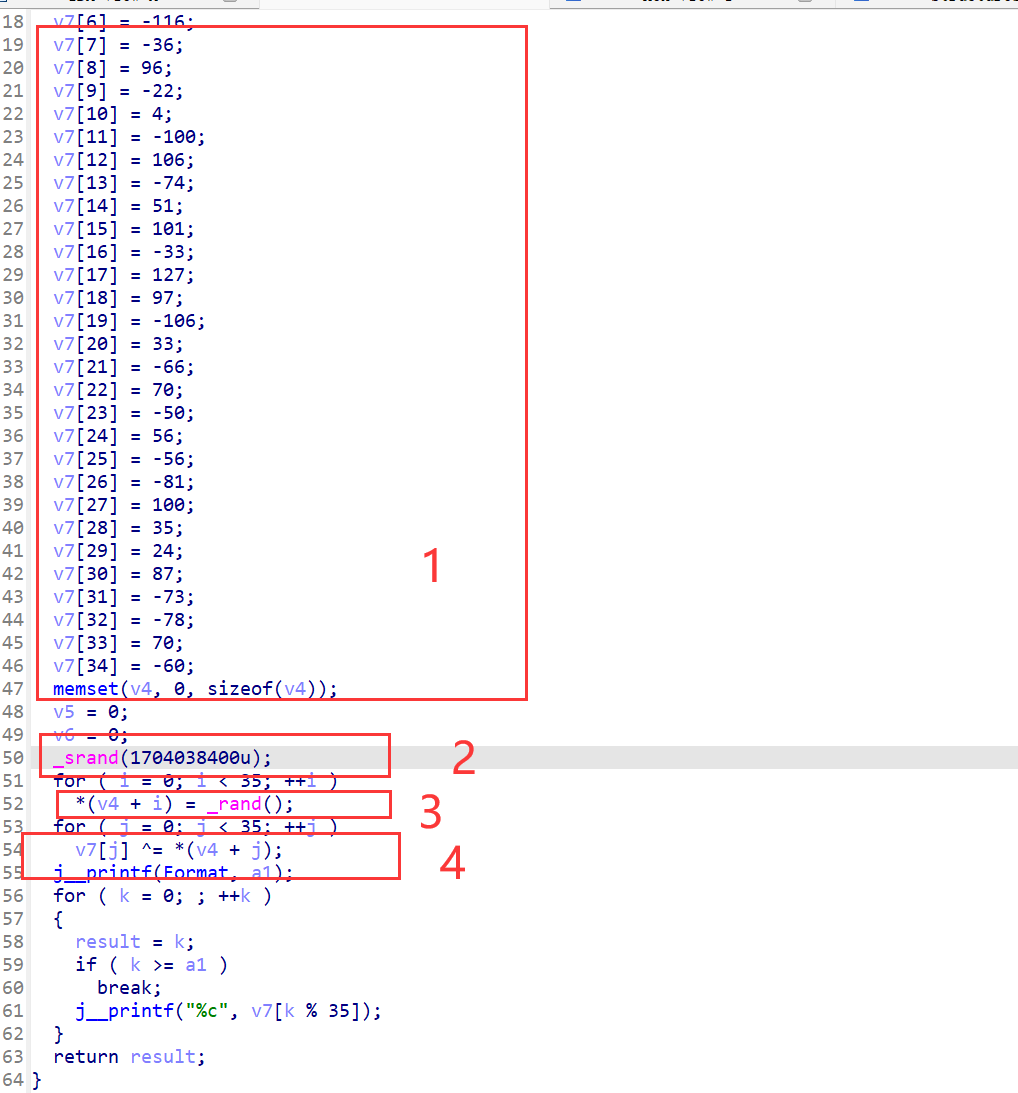 18 v7[6] = -116;
19 v7[7] = -36;
20 v7[8] = 96;
21 v7[9] = -22;
22 v7[10] = 4;
23 v7[11] = -100;
24 v7[12] = 106;
25 v7[13] = -74;
26 v7[14] = 51;
27 v7[15] = 101;
28 v7[16] = -33;
29 v7[17] = 127;
30 v7[18] = 97;
31 v7[19] = -106;
32 v7[20] = 33;
33 v7[21] = -66;
34 v7[22] = 70;
35 v7[23] = -50;
36 v7[24] = 56;
37 v7[25] = -56;
38 v7[26] = -81;
39 v7[27] = 100;
40 v7[28] = 35;
41 v7[29] = 24;
42 v7[30] = 87;
43 v7[31] = -73;
44 v7[32] = -78;
45 v7[33] = 70;
46 v7[34] = -60;
1
47 memset(v4, 0, sizeof(v4));
48 v5 = 0;
49 v6 = 0;
50 _srand(1704038400u);
2
51 for ( i = 0; i < 35; ++i )
52 *(v4 + i) = _rand();
3
53 for ( j = 0; j < 35; ++j )
54 v7[j] ^= *(v4 + j);
4
55 j__printf(Format, a1);
56 for ( k = 0; ; ++k )
57 {
58 result = k;
59 if ( k >= a1 )
60 break;
61 j__printf("%c", v7[k % 35]);
62 }
63 return result;
64 }